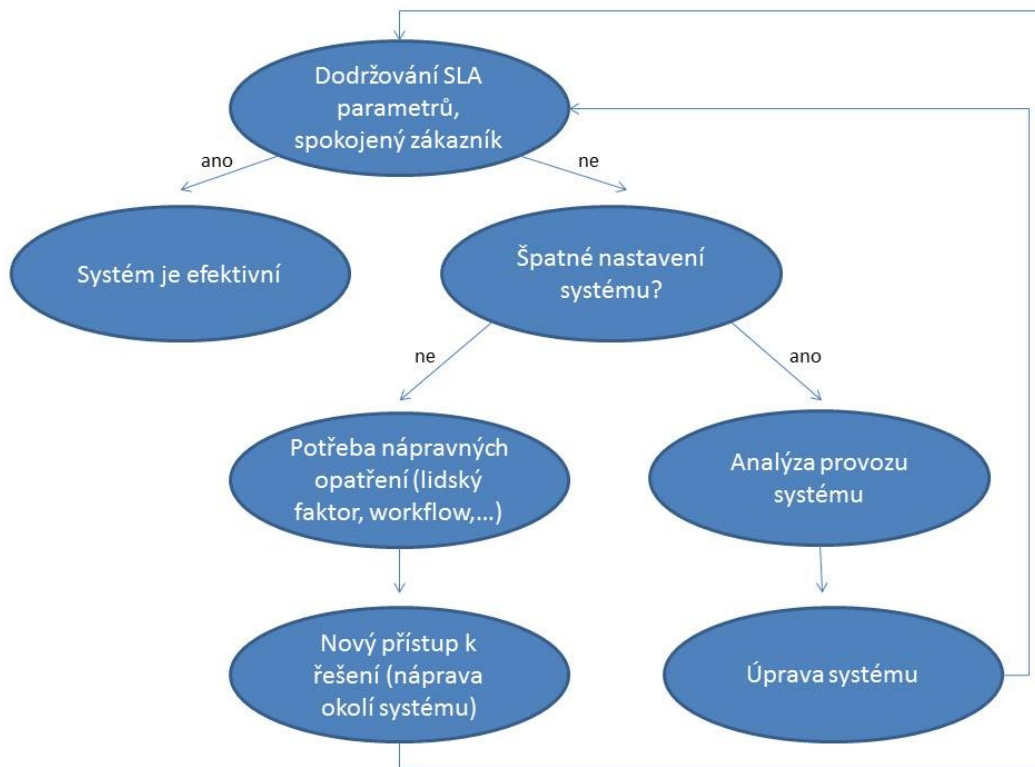 Dodržování SLA
parametrů,
spokojený zákazník
ano
ne
Systém je efektivní
Špatné nastavení
systému?
ne
ano
Potřeba nápravných
opatření (lidský
faktor, workflow,...)
Analýza provozu
systému
Nový přístup k
řešení (náprava
okolí systému)
Úprava systému